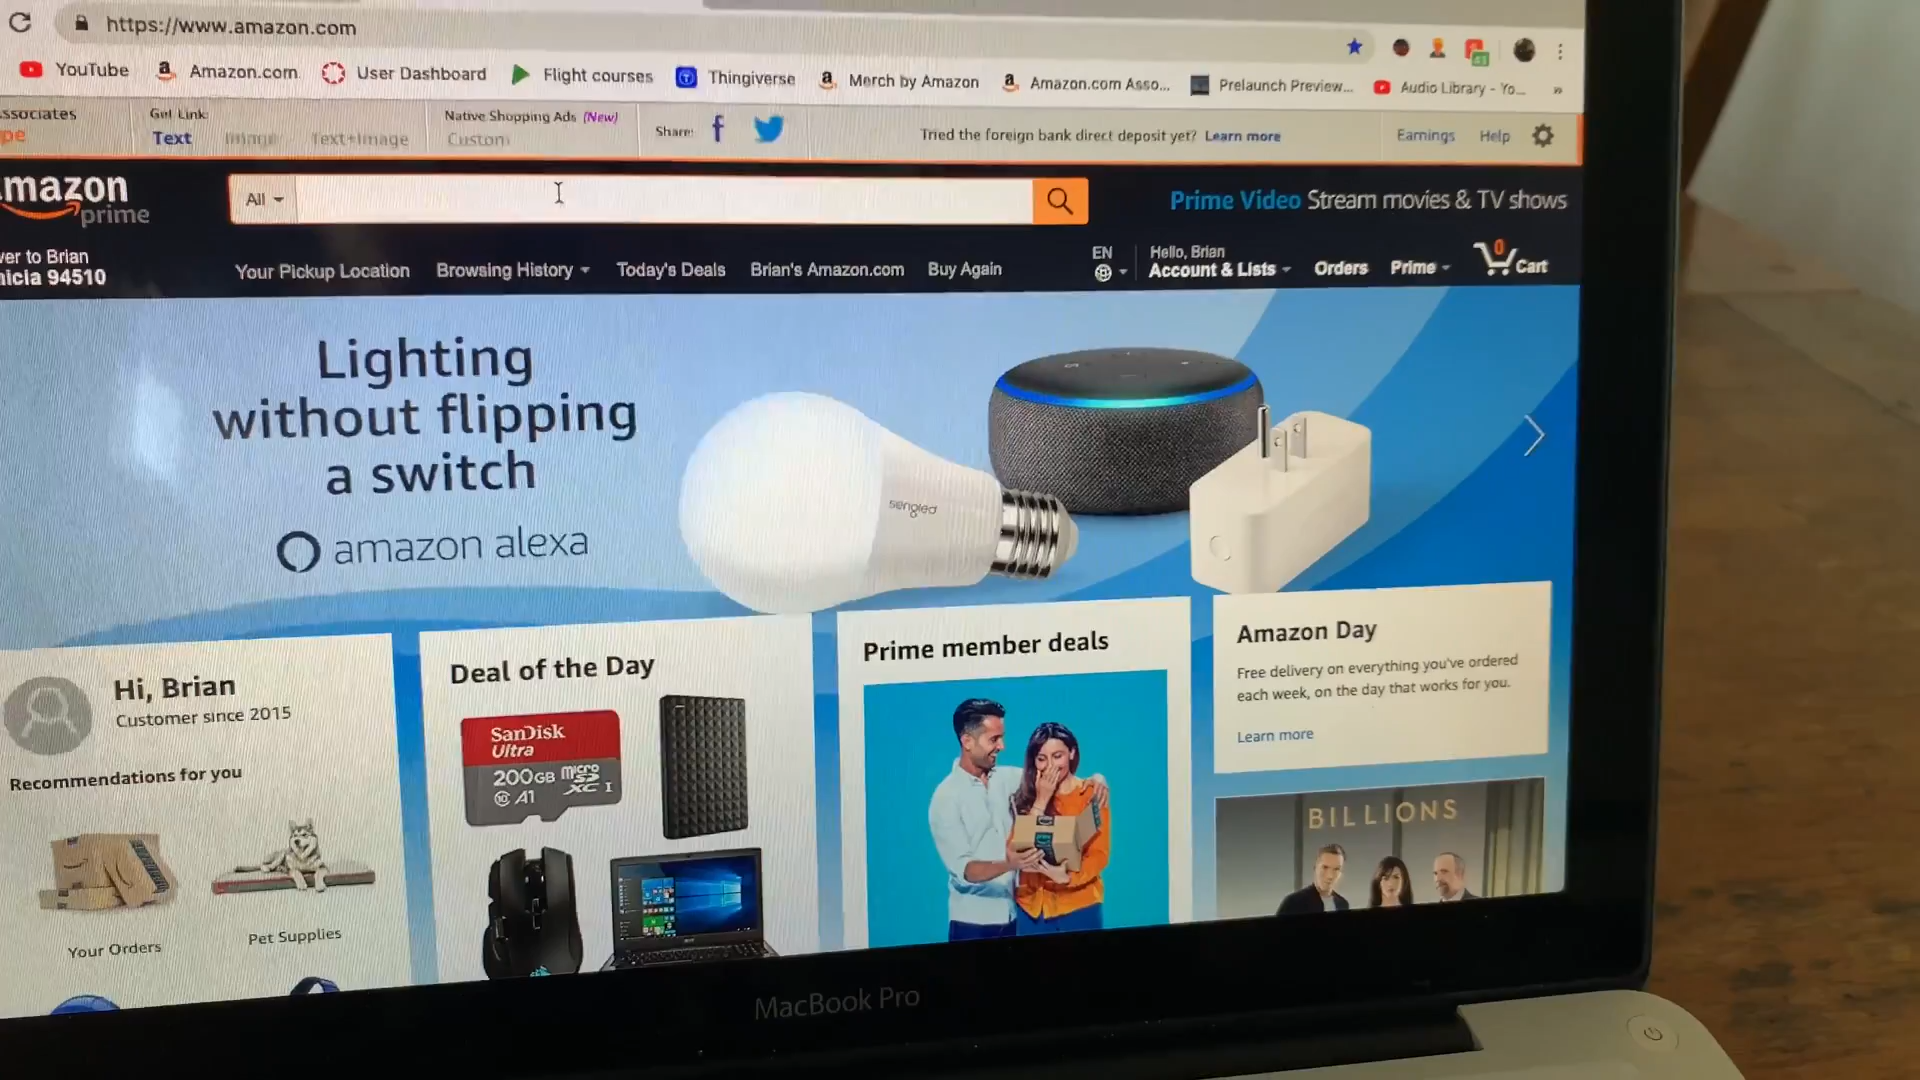 https://www.amazon.com
YouTube
Amazon.com
User Dashboard
Flight courses
Thingiverse
Merch by Amazon
Amazon.com Asso...
Prelaunch Preview...
Audio Library - Yo...
»
ssociates
pe
Get Link:
Text
Image
Text+Image
Native Shopping Ads (New)
Custom
Share:
Tried the foreign bank direct deposit yet? Learn more
Earnings
Help
mazon
prime
All
Prime Video Stream movies & TV shows
ver to Brian
nicia 94510
Your Pickup Location
Browsing History
Today's Deals
Brian's Amazon.com
Buy Again
EN
Hello, Brian
Account & Lists
Orders
Prime
0
Cart
Lighting
without flipping
a switch
amazon alexa
sengled
Hi, Brian
Customer since 2015
Recommendations for you
Your Orders
Pet Supplies
Deal of the Day
SanDisk
Ultra
200GB micro
SD
XC I
10 A1
Prime member deals
Amazon Day
Free delivery on everything you've ordered
each week, on the day that works for you.
Learn more
BILLIONS
MacBook Pro